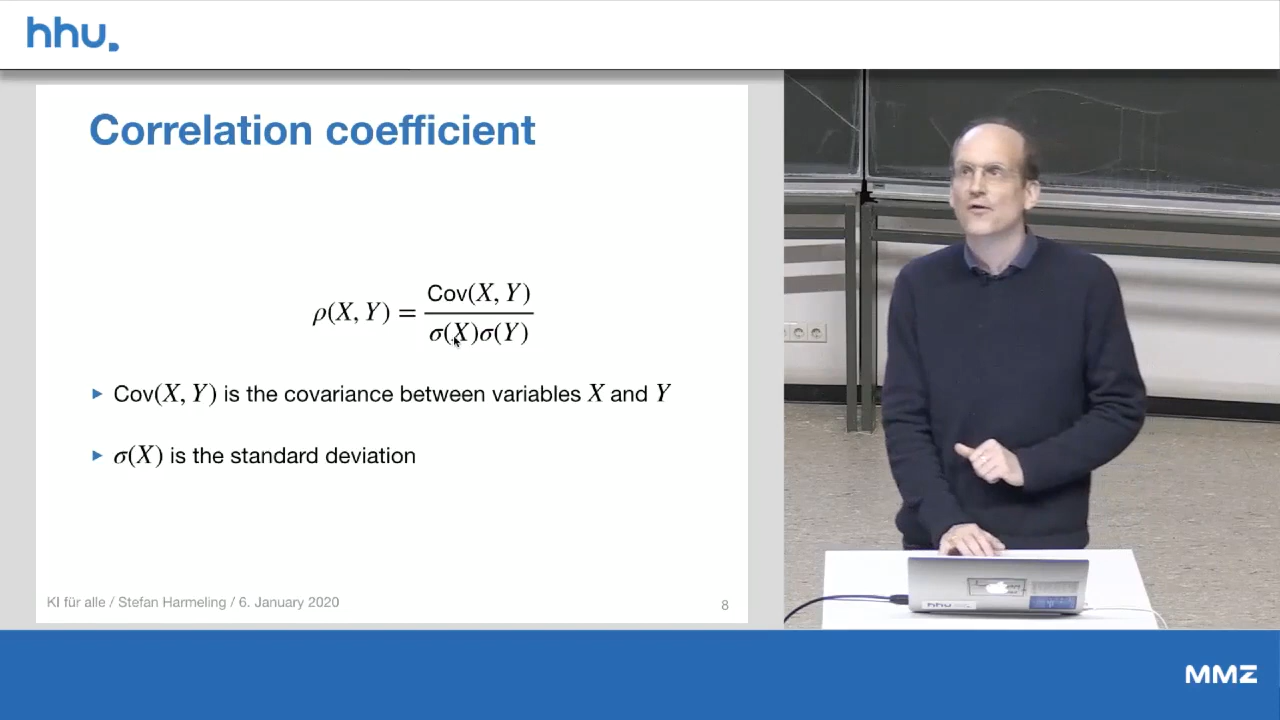 hhu.
Correlation coefficient
ρ(X, Y) = Cov(X, Y) / σ(X)σ(Y)
▸ Cov(X, Y) is the covariance between variables X and Y
▸ σ(X) is the standard deviation
KI für alle / Stefan Harmeling / 6. January 2020
8
hhu
MMZ